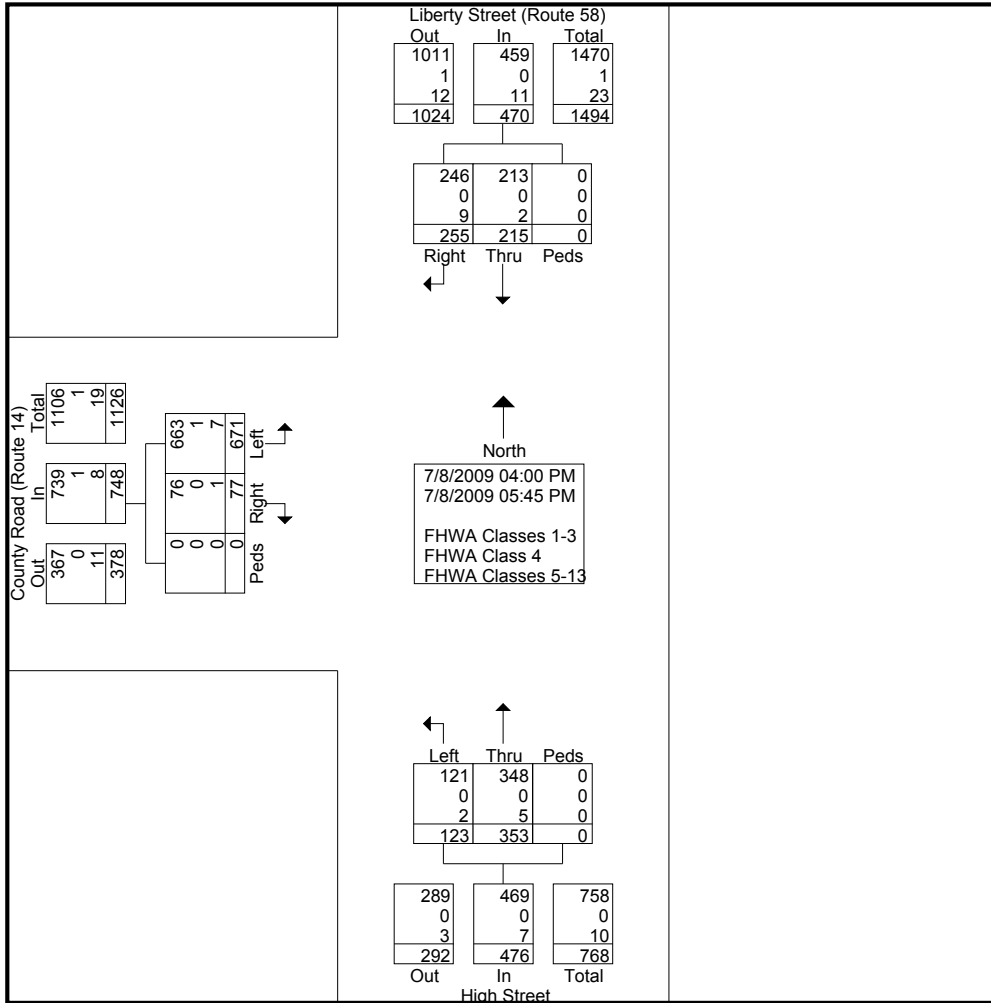 Liberty Street (Route 58)
Out In Total
1011 459 1470
1 0 1
12 11 23
1024 470 1494
246 213 0
0 0 0
9 2 0
255 215 0
Right Thru Peds
County Road (Route 14)
Out In Total
367 739 1106
0 1 1
11 8 19
378 748 1126
0 76 663
0 0 1
0 1 7
0 77 671
Peds Right Left
North
7/8/2009 04:00 PM
7/8/2009 05:45 PM
FHWA Classes 1-3
FHWA Class 4
FHWA Classes 5-13
Left Thru Peds
121 348 0
0 0 0
2 5 0
123 353 0
289 469 758
0 0 0
3 7 10
292 476 768
Out In Total
High Street